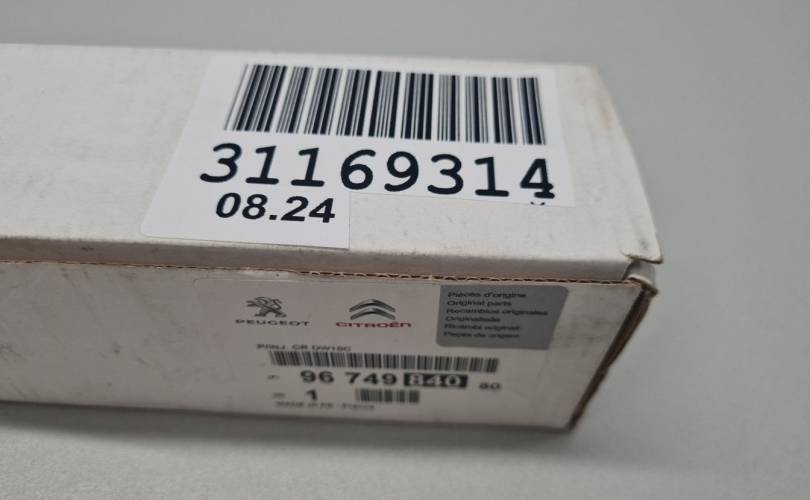 31169314
08.24
PEUGEOT
CITROËN
Pièces d'origine
Original parts
Recambios originales
Originalteile
Ricambi originali
Peças de origem
P/INJ. CR DW10C
96 749 840 80
1